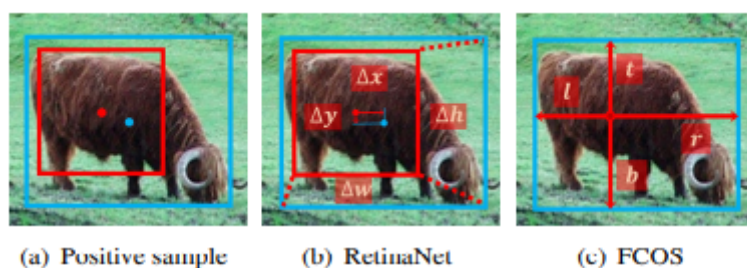 Δx
Δy
Δh
Δw
l
t
r
b
(a) Positive sample
(b) RetinaNet
(c) FCOS